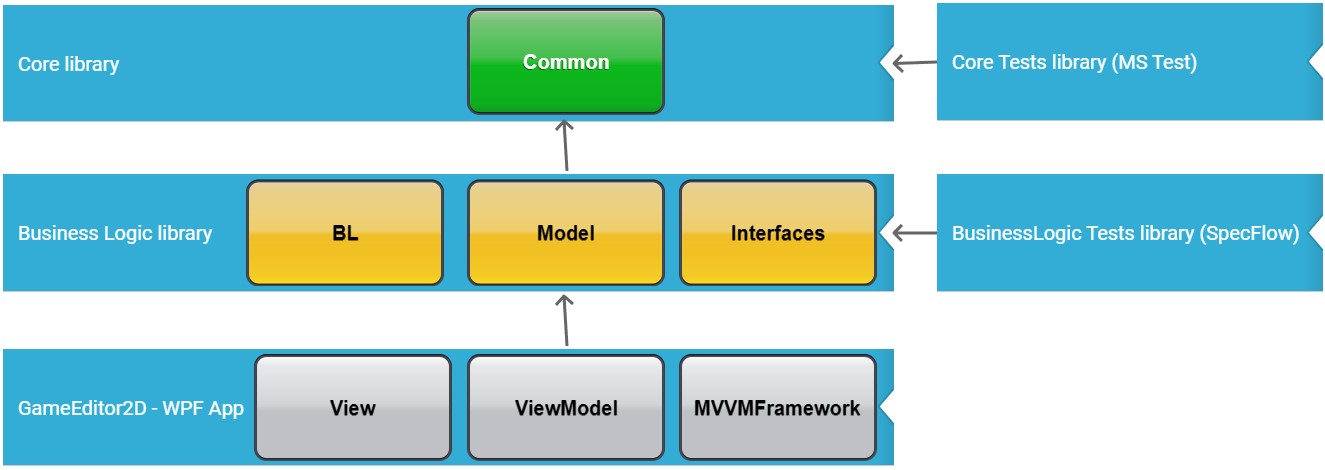 Core library
Common
Core Tests library (MS Test)
Business Logic library
BL
Model
Interfaces
BusinessLogic Tests library (SpecFlow)
GameEditor2D - WPF App
View
ViewModel
MVVMFramework